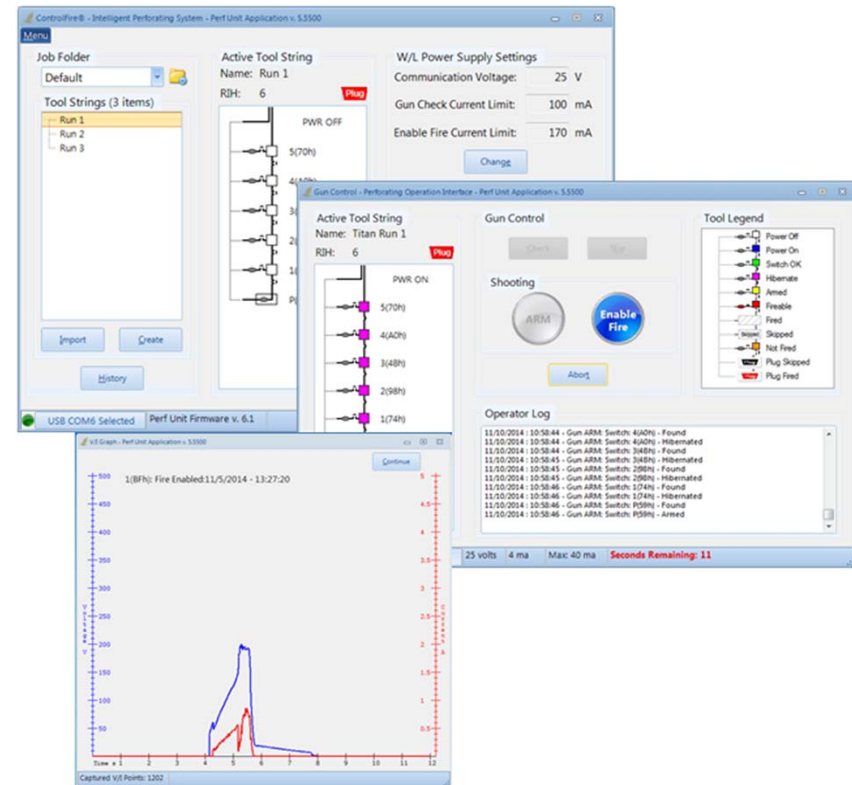 ControlFire® - Intelligent Perforating System - Perf Unit Application v. 5.5500
Menu
Job Folder
Default
Tool Strings (3 items)
Run 1
Run 2
Run 3
Import
Create
History
Active Tool String
Name: Run 1
RIH: 6
Plug
PWR OFF
5(70h)
W/L Power Supply Settings
Communication Voltage: 25 V
Gun Check Current Limit: 100 mA
Enable Fire Current Limit: 170 mA
Change
USB COM6 Selected
Perf Unit Firmware v. 6.1
Gun Control - Perforating Operation Interface - Perf Unit Application v. 5.5500
Active Tool String
Name: Titan Run 1
RIH: 6
Plug
PWR ON
5(70h)
4(A0h)
3(48h)
2(98h)
1(74h)
Gun Control
Check
Stop
Shooting
ARM
Enable
Fire
Abort
Tool Legend
Power Off
Power On
Switch OK
Hibernate
Armed
Fireable
Fired
Skipped
Skipped
Not Fired
Plug Skipped
Plug Fired
Operator Log
11/10/2014 : 10:58:44 - Gun ARM: Switch: 4(A0h) - Found
11/10/2014 : 10:58:44 - Gun ARM: Switch: 4(A0h) - Hibernated
11/10/2014 : 10:58:44 - Gun ARM: Switch: 3(48h) - Found
11/10/2014 : 10:58:45 - Gun ARM: Switch: 3(48h) - Hibernated
11/10/2014 : 10:58:45 - Gun ARM: Switch: 2(98h) - Found
11/10/2014 : 10:58:45 - Gun ARM: Switch: 2(98h) - Hibernated
11/10/2014 : 10:58:46 - Gun ARM: Switch: 1(74h) - Found
11/10/2014 : 10:58:46 - Gun ARM: Switch: 1(74h) - Hibernated
11/10/2014 : 10:58:46 - Gun ARM: Switch: P(59h) - Found
11/10/2014 : 10:58:46 - Gun ARM: Switch: P(59h) - Armed
25 volts 4 ma Max: 40 ma Seconds Remaining: 11
V/I Graph - Perf Unit Application v. 5.5500
Continue
1(BFh): Fire Enabled:11/5/2014 - 13:27:20
500
450
400
350
300
250
200
150
100
50
Voltage V
5
4.5
4
3.5
3
2.5
2
1.5
1
0.5
Current A
Time s 1 2 3 4 5 6 7 8 9 10 11 12
Captured V/I Points: 1202